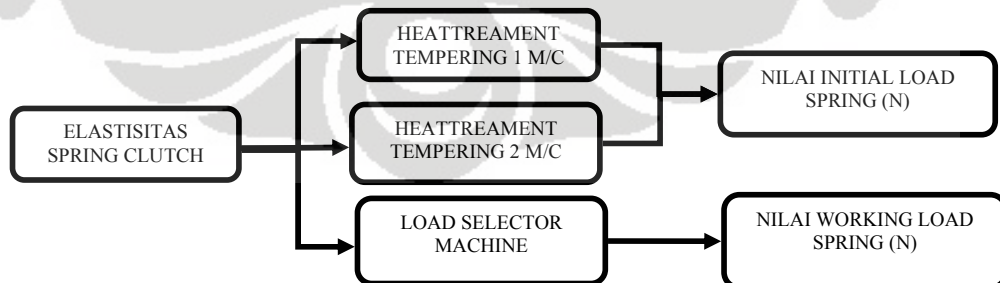 HEATTREAMENT
TEMPERING 1 M/C
NILAI INITIAL LOAD
SPRING (N)
ELASTISITAS
SPRING CLUTCH
HEATTREAMENT
TEMPERING 2 M/C
LOAD SELECTOR
MACHINE
NILAI WORKING LOAD
SPRING (N)